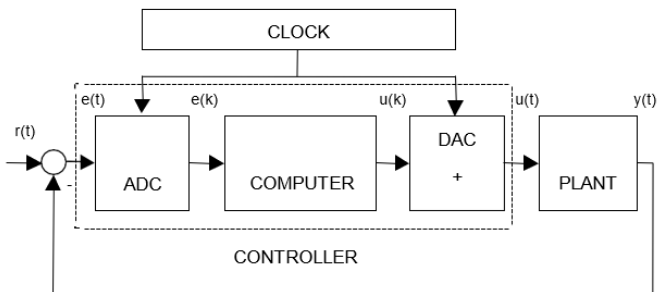 CLOCK
e(t)
e(k)
u(k)
u(t)
y(t)
r(t)
DAC
+
ADC
COMPUTER
PLANT
-
CONTROLLER